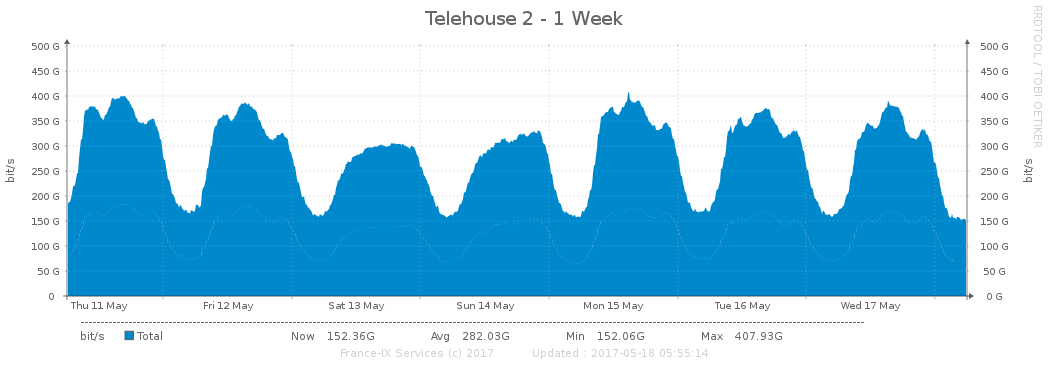 Telehouse 2 - 1 Week
RRDTOOL / TOBI OETIKER
500 G 500 G
450 G 450 G
400 G 400 G
350 G 350 G
300 G 300 G
250 G 250 G
200 G 200 G
150 G 150 G
100 G 100 G
50 G 50 G
0 0 G
bit/s bit/s
Thu 11 May Fri 12 May Sat 13 May Sun 14 May Mon 15 May Tue 16 May Wed 17 May
bit/s Total Now 152.36G Avg 282.03G Min 152.06G Max 407.93G
France-IX Services (c) 2017 Updated : 2017-05-18 05:55:14